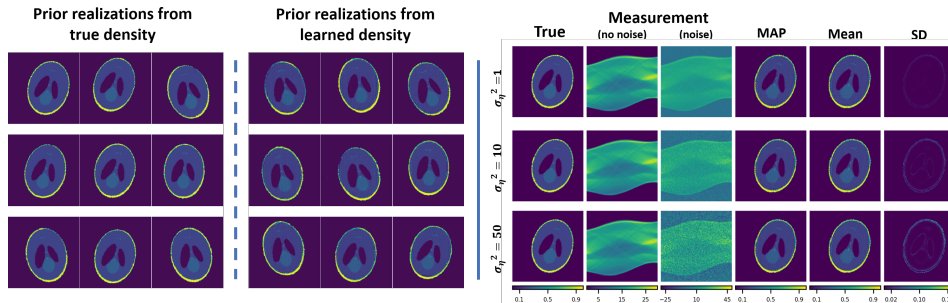 Prior realizations from
true density
Prior realizations from
learned density
Measurement
True (no noise) (noise) MAP Mean SD
σ_η²=1
σ_η²= 10
σ_η²= 50
0.1 0.5 0.9 5 15 25 −25 10 45 0.1 0.5 0.9 0.1 0.5 0.9 0.02 0.10